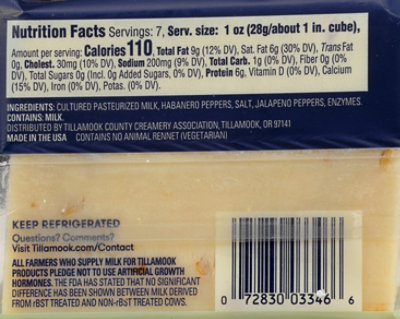 Nutrition Facts Servings: 7, Serv. size: 1 oz (28g/about 1 in. cube),
Amount per serving: Calories 110, Total Fat 9g (12% DV), Sat. Fat 6g (30% DV), Trans Fat
0g, Cholest. 30mg (10% DV), Sodium 200mg (9% DV), Total Carb. 1g (0% DV), Fiber 0g (0%
DV), Total Sugars 0g (Incl. 0g Added Sugars, 0% DV), Protein 6g, Vitamin D (0% DV), Calcium
(15% DV), Iron (0% DV), Potas. (0% DV).
INGREDIENTS: CULTURED PASTEURIZED MILK, HABANERO PEPPERS, SALT, JALAPENO PEPPERS, ENZYMES.
CONTAINS: MILK.
DISTRIBUTED BY TILLAMOOK COUNTY CREAMERY ASSOCIATION, TILLAMOOK, OR 97141
MADE IN THE USA CONTAINS NO ANIMAL RENNET (VEGETARIAN)
KEEP REFRIGERATED
Questions? Comments?
Visit Tillamook.com/Contact
ALL FARMERS WHO SUPPLY MILK FOR TILLAMOOK
PRODUCTS PLEDGE NOT TO USE ARTIFICIAL GROWTH
HORMONES. THE FDA HAS STATED THAT NO SIGNIFICANT
DIFFERENCE HAS BEEN SHOWN BETWEEN MILK DERIVED
FROM rBST TREATED AND NON-rBST TREATED COWS.
0 72830 03346 6